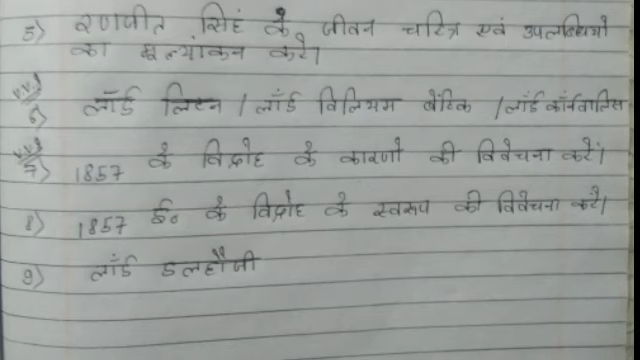 5) रणजीत सिंह के जीवन चरित्र एवं उपलब्धियों
का मूल्यांकन करें।
V.V.I
6) लॉर्ड लिटन / लॉर्ड विलियम बेंटिक / लॉर्ड कॉर्नवालिस
V.V.I
7) 1857 के विद्रोह के कारणों की विवेचना करें।
8) 1857 ई० के विद्रोह के स्वरूप की विवेचना करें।
9) लॉर्ड डलहौजी